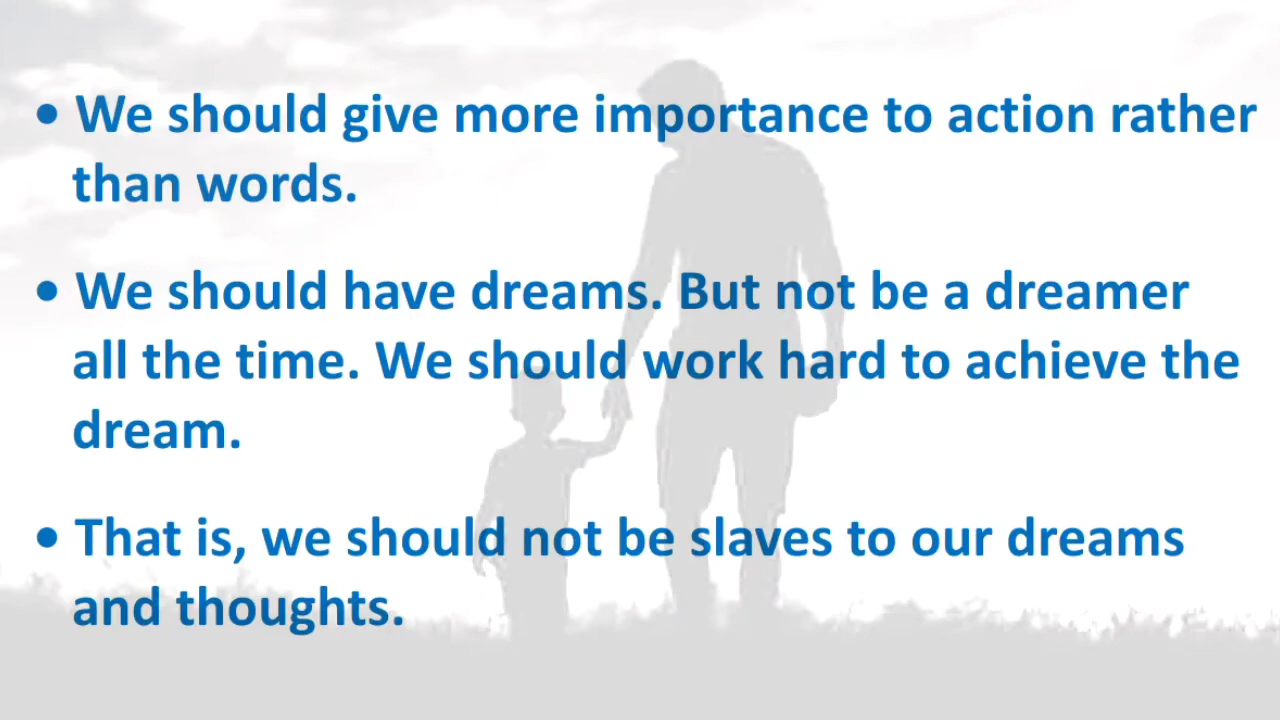 • We should give more importance to action rather
than words.
• We should have dreams. But not be a dreamer
all the time. We should work hard to achieve the
dream.
• That is, we should not be slaves to our dreams
and thoughts.